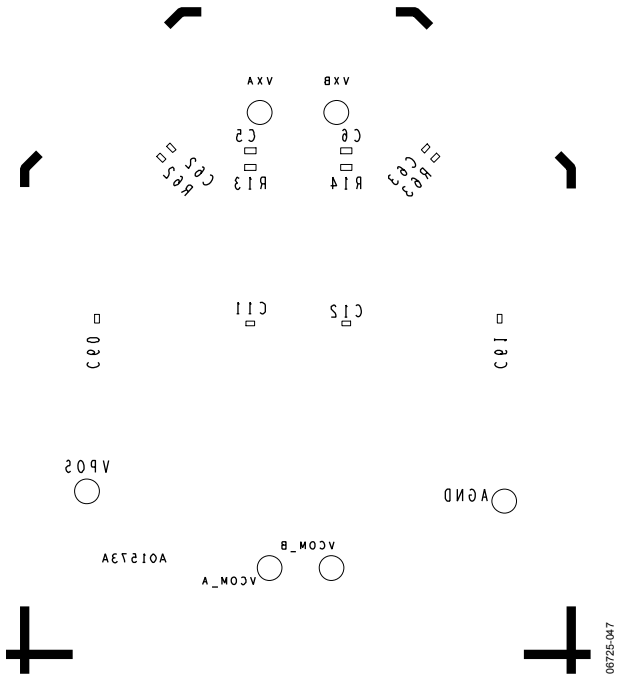 VXA
VXB
C5
C6
R13
R14
C62
R62
C63
R63
C11
C12
C60
C61
VPOS
AGND
VCOM_B
A01573A
VCOM_A
06725-047